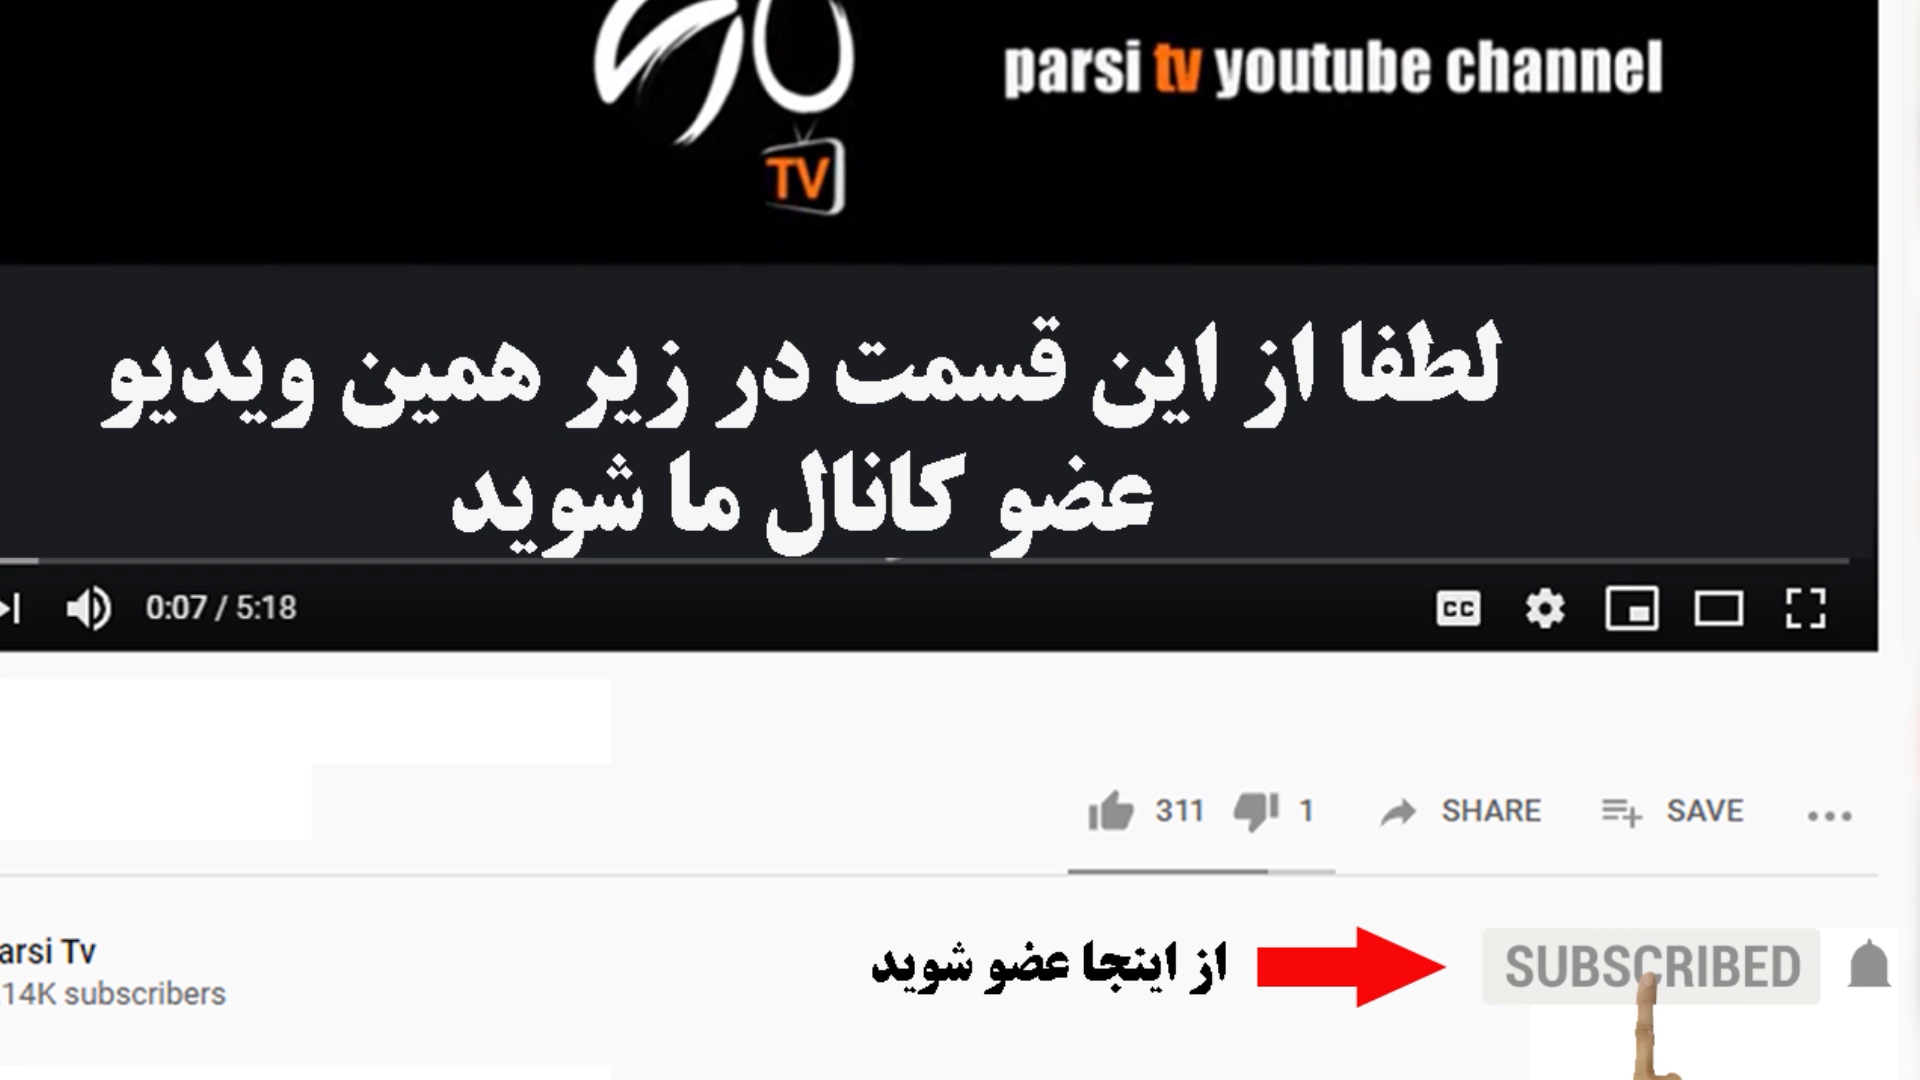 parsi tv youtube channel
TV
لطفا از این قسمت در زیر همین ویدیو
عضو کانال ما شوید
0:07 / 5:18
CC
311 1 SHARE SAVE
arsi Tv
14K subscribers
از اینجا عضو شوید
SUBSCRIBED